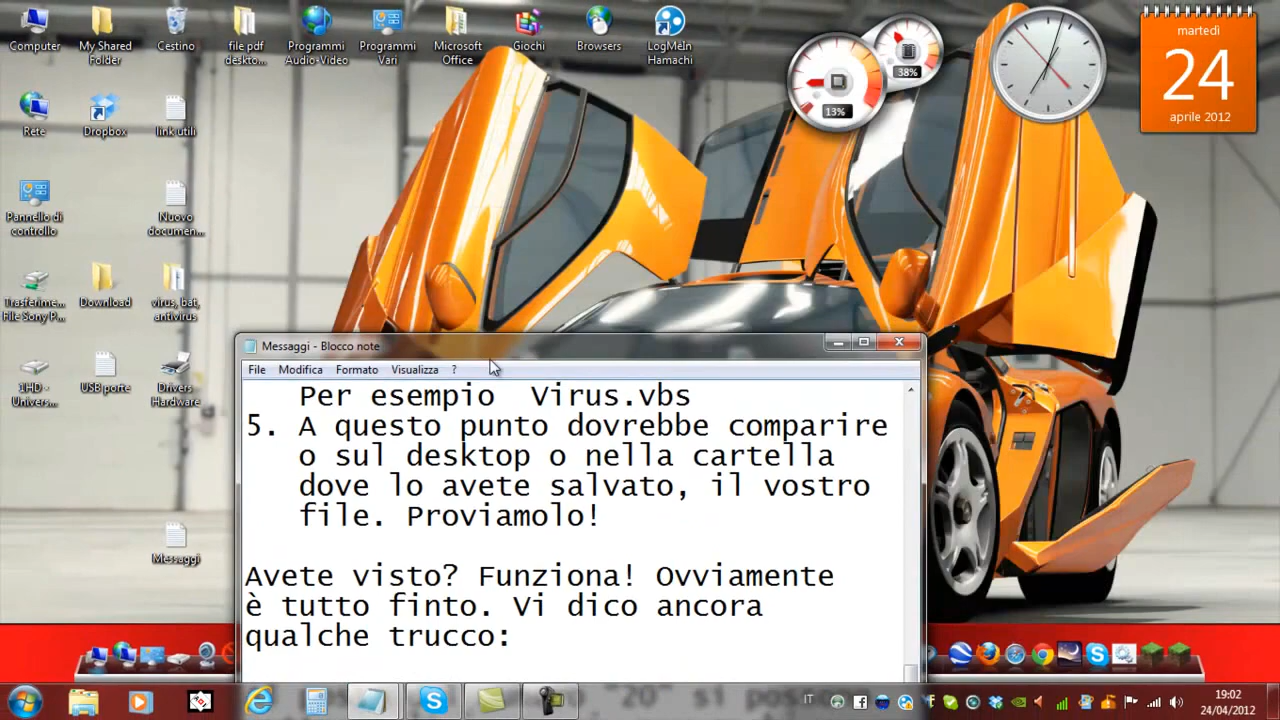 Computer
My Shared
Folder
Cestino
file pdf
deskto...
Programmi
Audio-Video
Programmi
Vari
Microsoft
Office
Giochi
Browsers
LogMeIn
Hamachi
13%
38%
martedì
24
aprile 2012
Rete
Dropbox
link utili
Pannello di
controllo
Nuovo
documen...
Trasferime...
File Sony P...
Download
virus, bat,
antivirus
1HD -
Univers...
USB porte
Drivers
Hardware
Messaggi
Messaggi - Blocco note
File Modifica Formato Visualizza ?
Per esempio  Virus.vbs
5. A questo punto dovrebbe comparire
o sul desktop o nella cartella
dove lo avete salvato, il vostro
file. Proviamolo!
Avete visto? Funziona! Ovviamente
è tutto finto. Vi dico ancora
qualche trucco:
"20" si
IT
19:02
24/04/2012